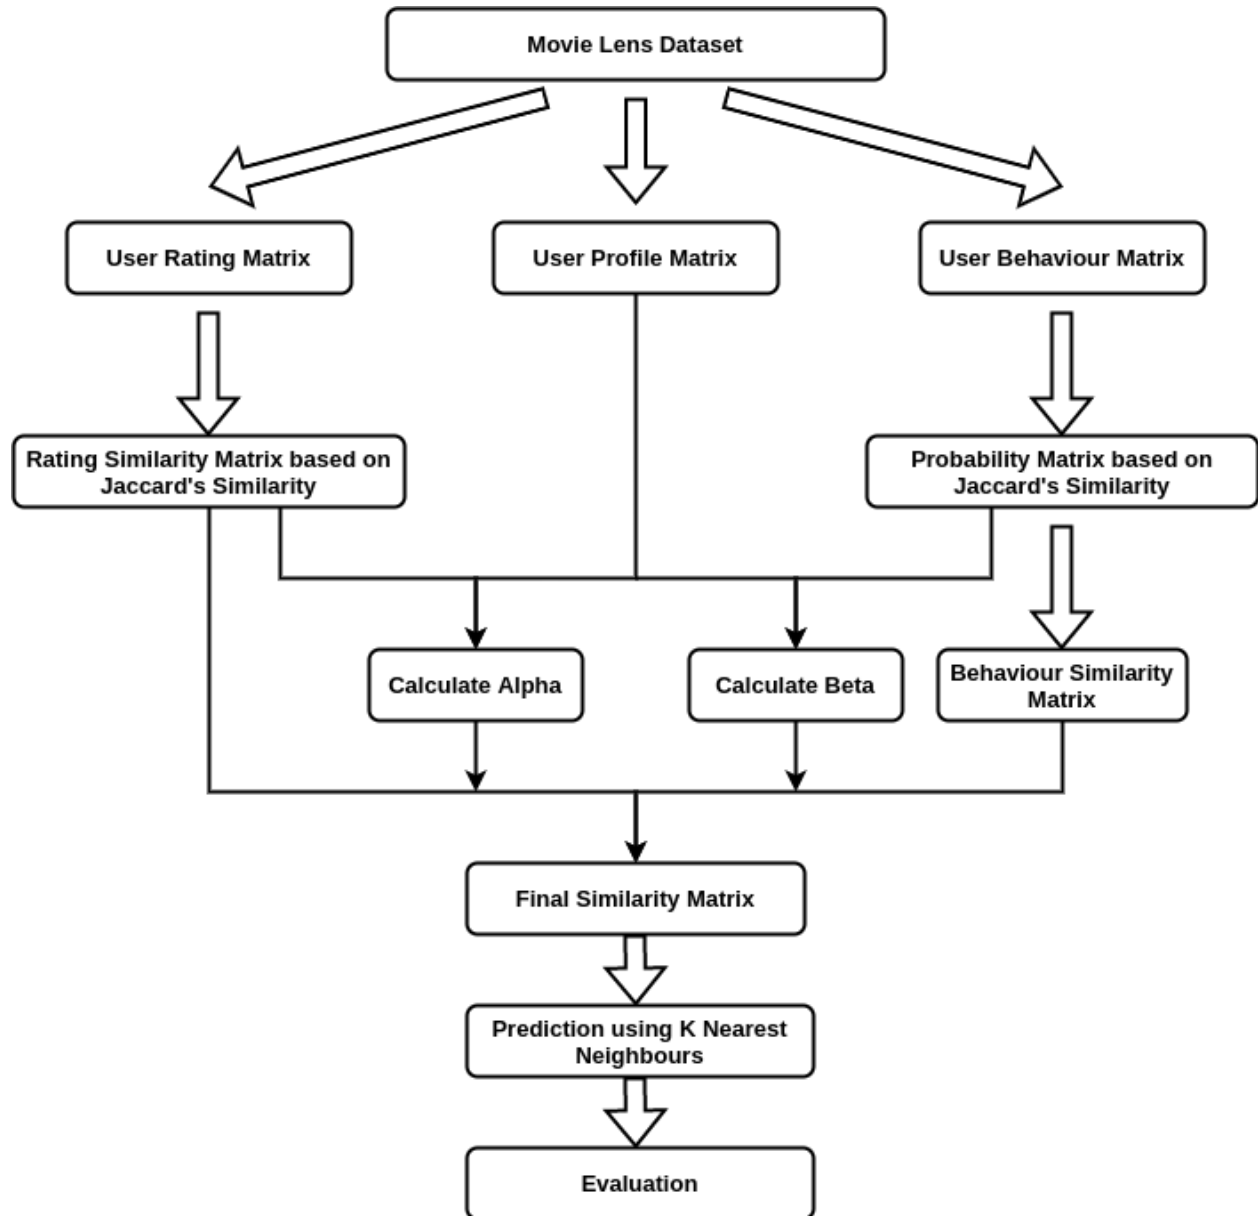 Movie Lens Dataset
User Rating Matrix
User Profile Matrix
User Behaviour Matrix
Rating Similarity Matrix based on
Jaccard's Similarity
Probability Matrix based on
Jaccard's Similarity
Calculate Alpha
Calculate Beta
Behaviour Similarity
Matrix
Final Similarity Matrix
Prediction using K Nearest
Neighbours
Evaluation